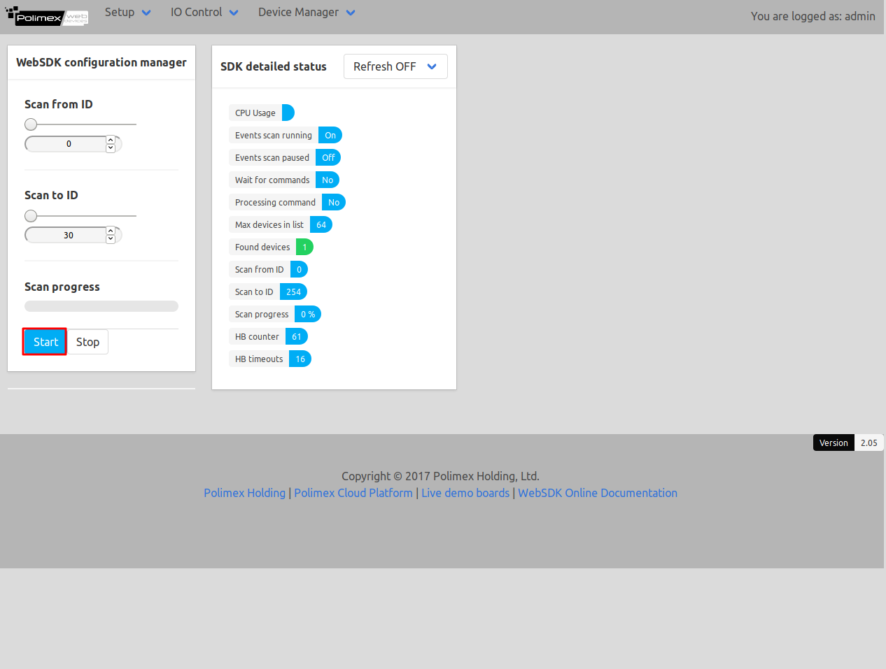 Polimex web
Setup IO Control Device Manager You are logged as: admin
WebSDK configuration manager
Scan from ID
0
Scan to ID
30
Scan progress
Start Stop
SDK detailed status Refresh OFF
CPU Usage
Events scan running On
Events scan paused Off
Wait for commands No
Processing command No
Max devices in list 64
Found devices 1
Scan from ID 0
Scan to ID 254
Scan progress 0 %
HB counter 61
HB timeouts 16
Version 2.05
Copyright © 2017 Polimex Holding, Ltd.
Polimex Holding | Polimex Cloud Platform | Live demo boards | WebSDK Online Documentation